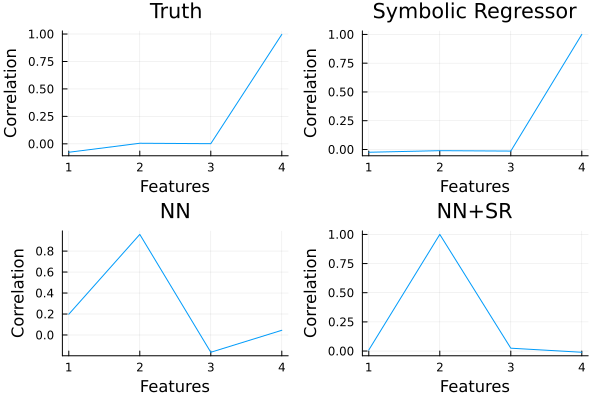 Truth
Correlation
1.00
0.75
0.50
0.25
0.00
1 2 3 4
Features
Symbolic Regressor
Correlation
1.00
0.75
0.50
0.25
0.00
1 2 3 4
Features
NN
Correlation
0.8
0.6
0.4
0.2
0.0
1 2 3 4
Features
NN+SR
Correlation
1.00
0.75
0.50
0.25
0.00
1 2 3 4
Features